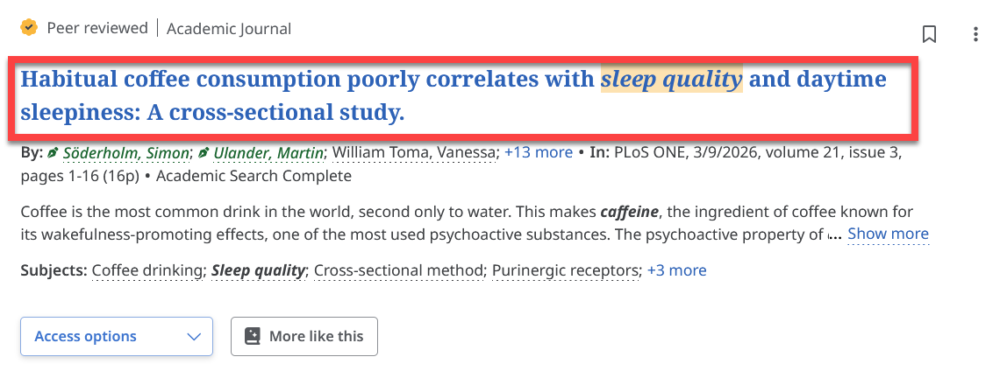 Peer reviewed | Academic Journal
Habitual coffee consumption poorly correlates with sleep quality and daytime
sleepiness: A cross-sectional study.
By: Söderholm, Simon; Ulander, Martin; William Toma, Vanessa; +13 more • In: PLoS ONE, 3/9/2026, volume 21, issue 3,
pages 1-16 (16p) • Academic Search Complete
Coffee is the most common drink in the world, second only to water. This makes caffeine, the ingredient of coffee known for
its wakefulness-promoting effects, one of the most used psychoactive substances. The psychoactive property of ... Show more
Subjects: Coffee drinking; Sleep quality; Cross-sectional method; Purinergic receptors; +3 more
Access options
More like this